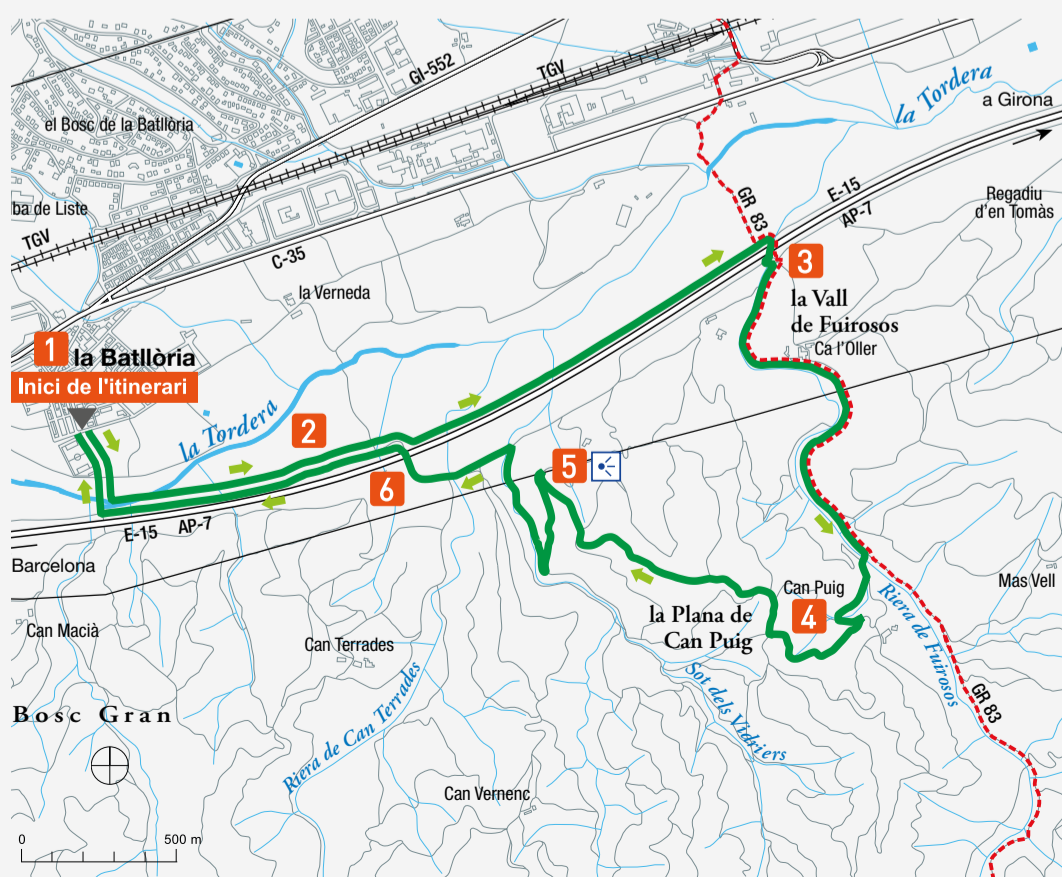 GI-552
TGV
la Tordera
a Girona
el Bosc de la Batllòria
ba de Liste
TGV
C-35
E-15
AP-7
GR 83
Regadiu
d'en Tomàs
3
la Verneda
la Vall
de Fuirosos
Ca l'Oller
1
la Batllòria
Inici de l'itinerari
la Tordera
2
5
6
E-15
AP-7
Barcelona
Can Macià
Can Terrades
Can Puig
4
la Plana de
Can Puig
Mas Vell
Riera de Fuirosos
Sot dels Vidriers
GR 83
Bosc Gran
Riera de Can Terrades
Can Vernenc
0
500 m